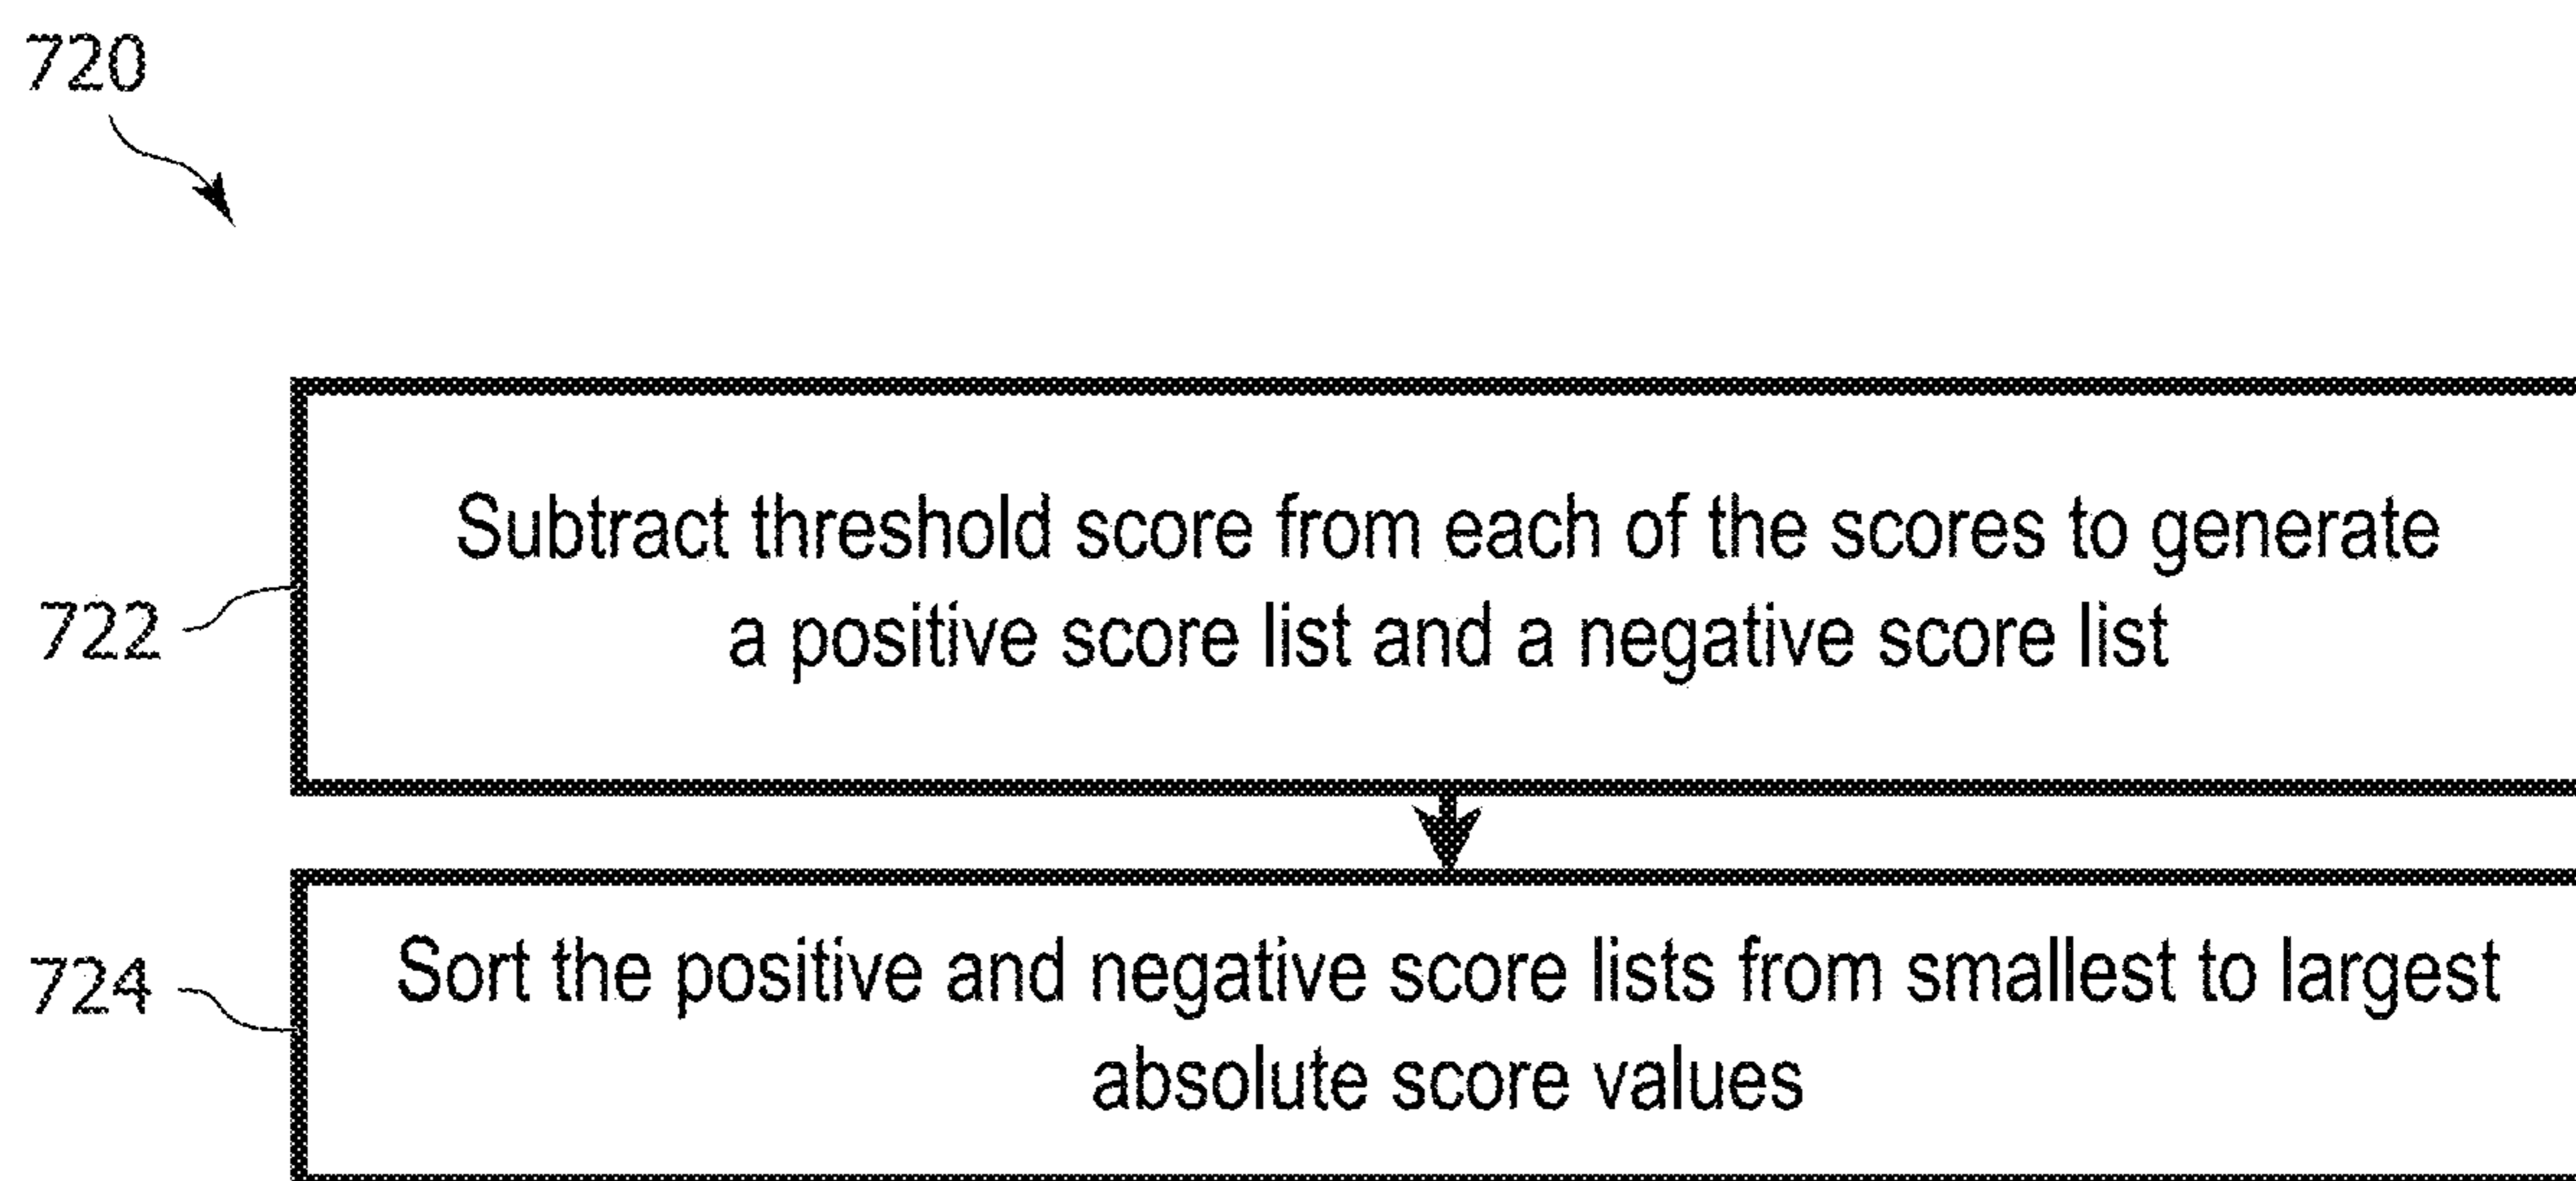 720
Subtract threshold score from each of the scores to generate
722
a positive score list and a negative score list
Sort the positive and negative score lists from smallest to largest
724
absolute score values